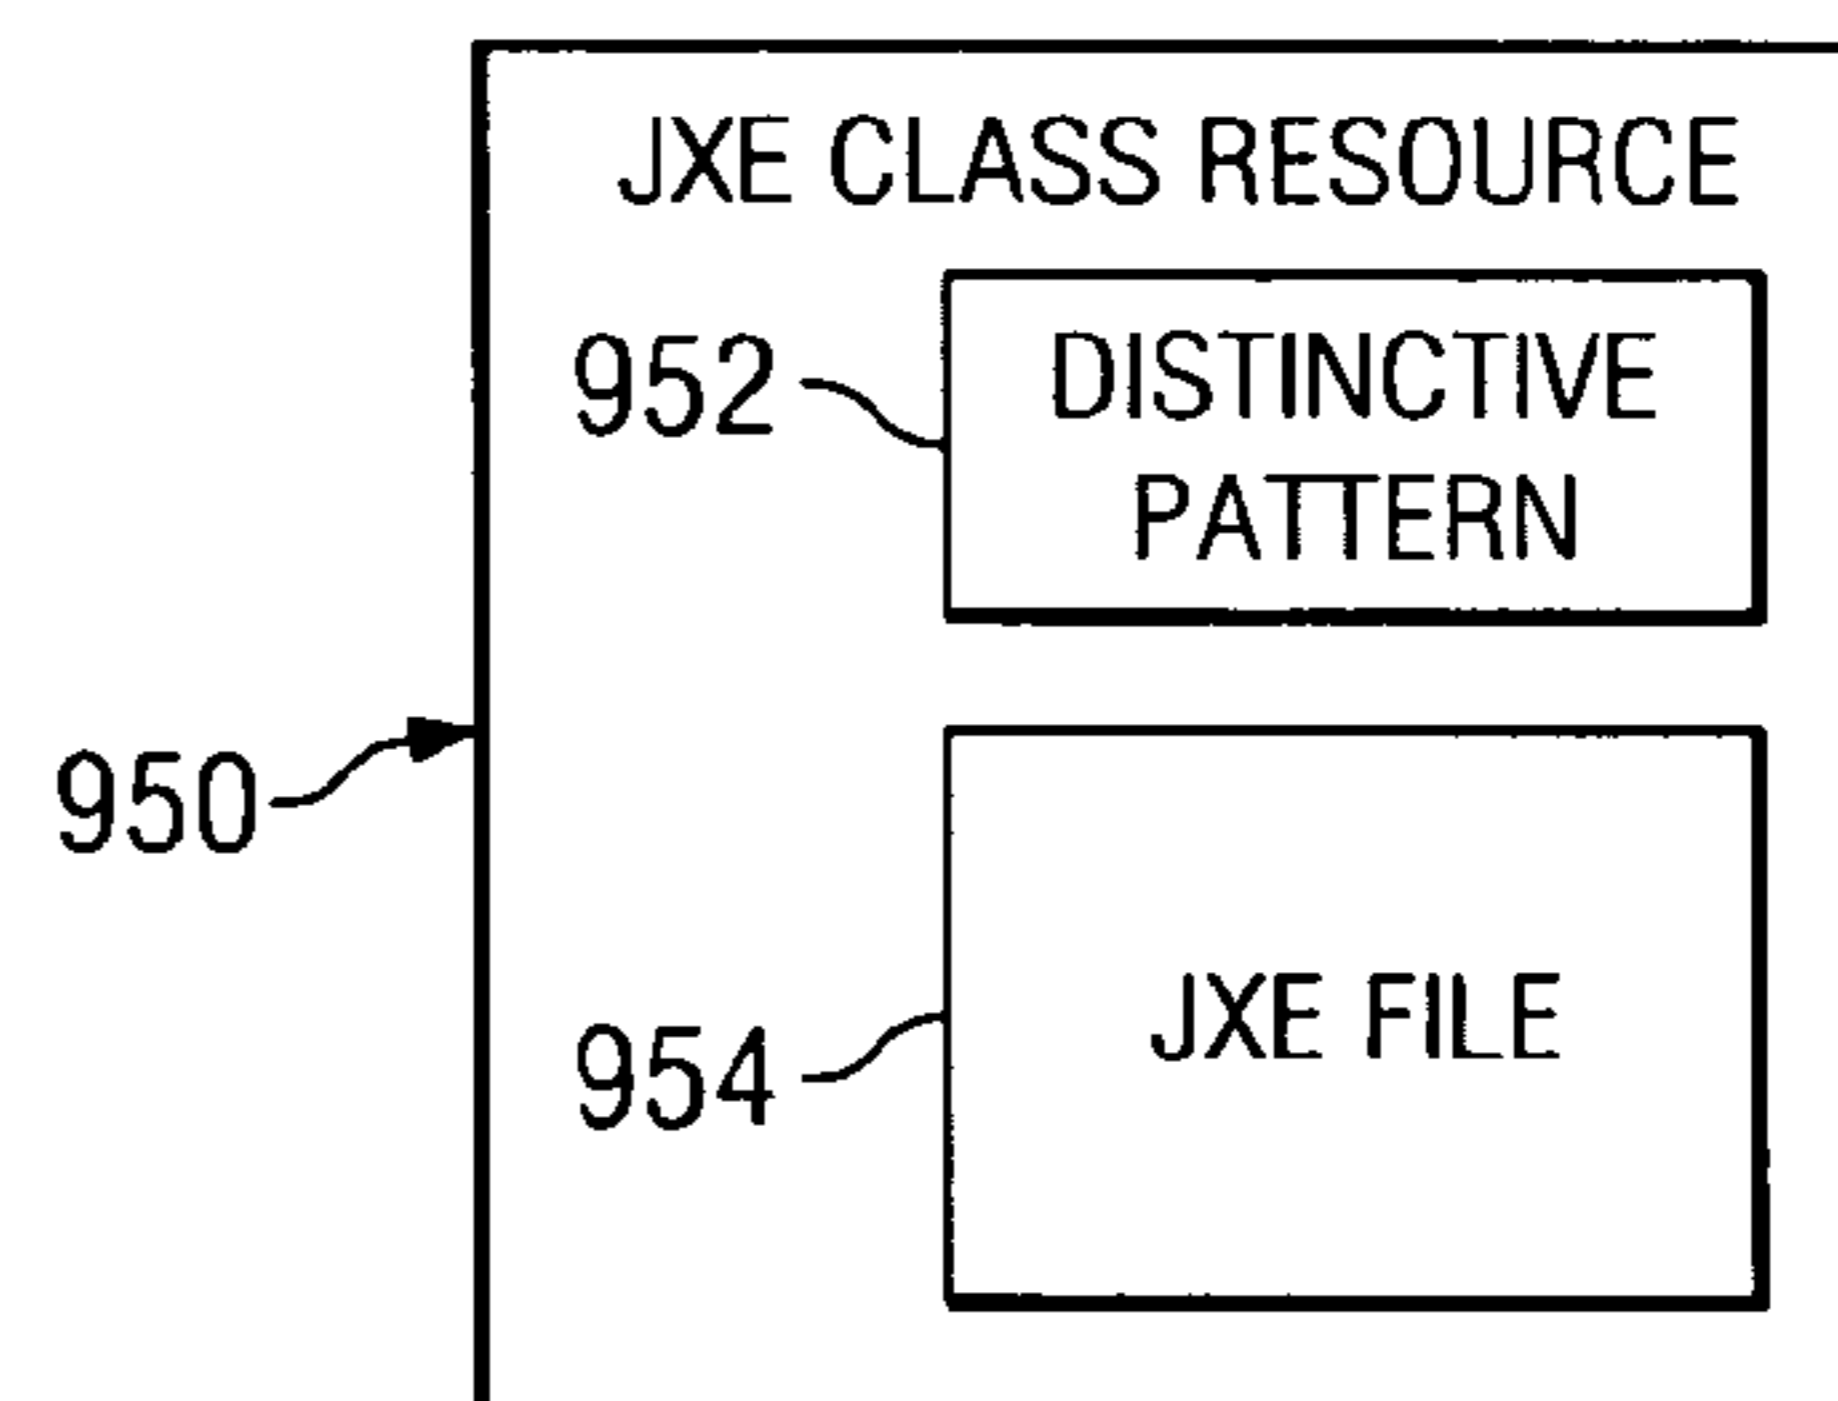 JXE CLASS RESOURCE
952
DISTINCTIVE
PATTERN
950
JXE FILE
954